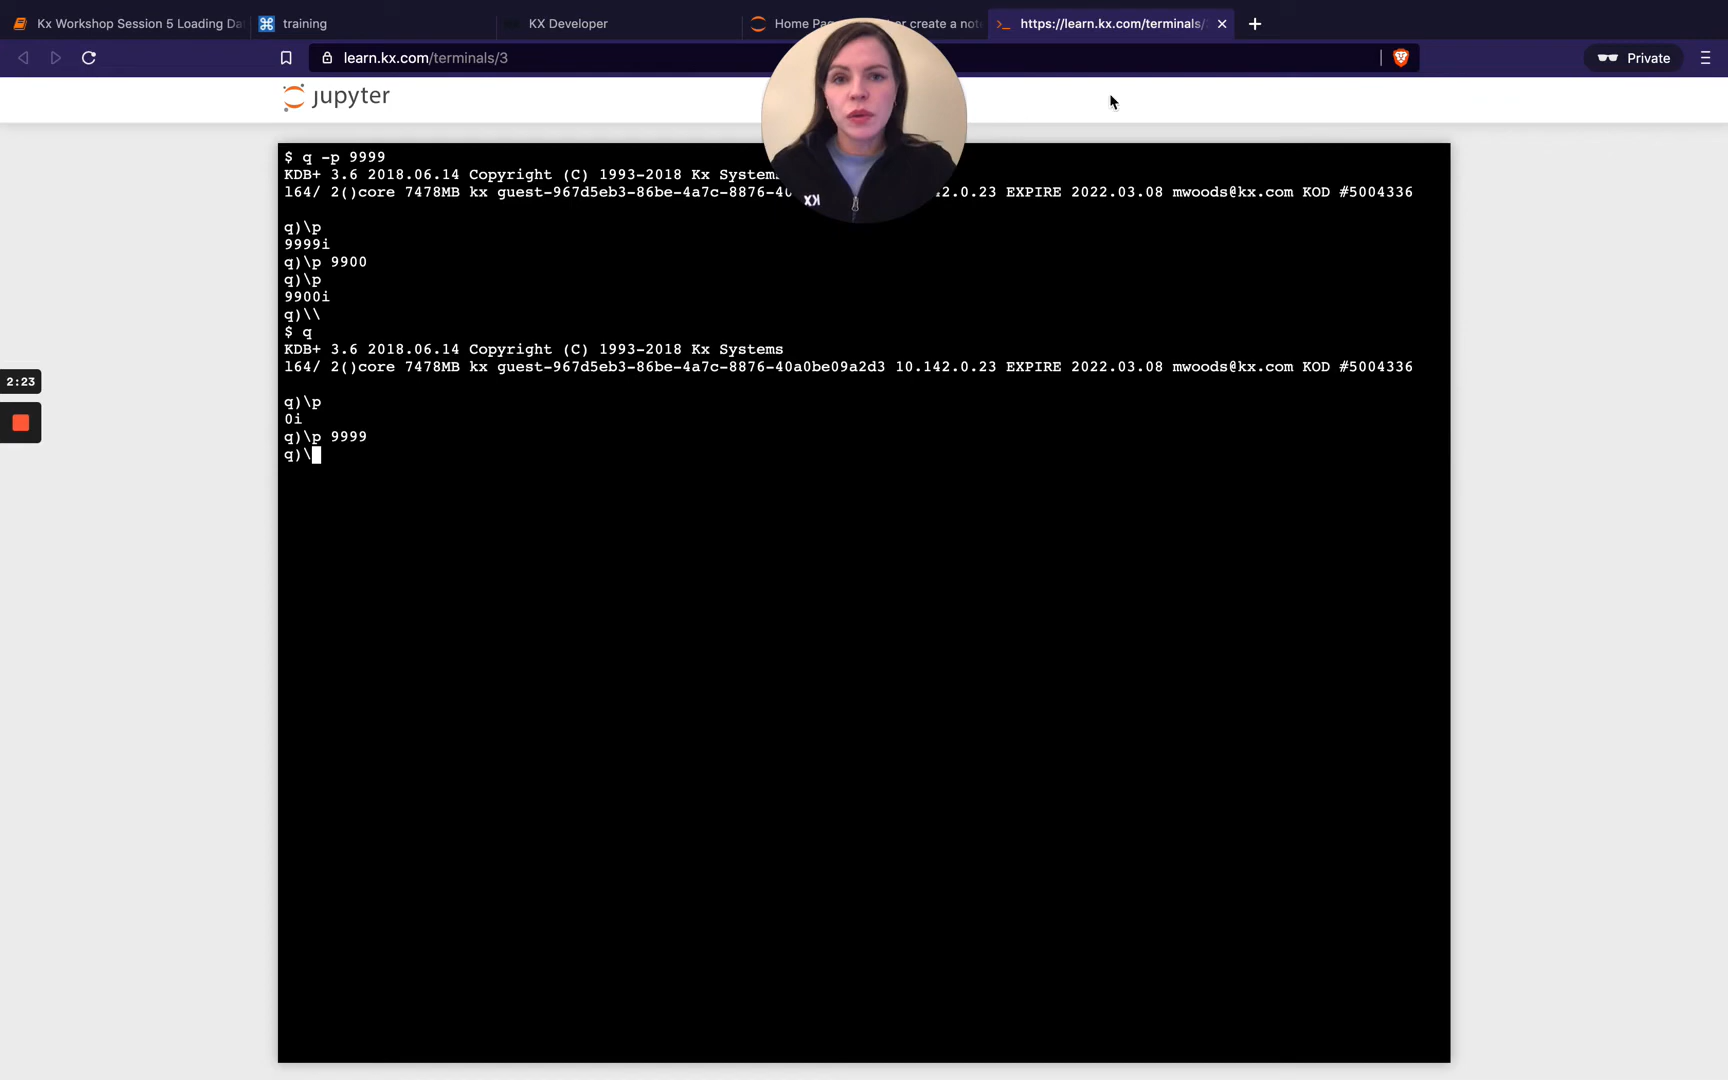 Kx Workshop Session 5 Loading Da
training
KX Developer
Home Pa
or create a not
https://learn.kx.com/terminals/
learn.kx.com/terminals/3
Private
jupyter
$ q -p 9999
KDB+ 3.6 2018.06.14 Copyright (C) 1993-2018 Kx Systems
l64/ 2()core 7478MB kx guest-967d5eb3-86be-4a7c-8876-40 2.0.23 EXPIRE 2022.03.08 mwoods@kx.com KOD #5004336
q)\p
9999i
q)\p 9900
q)\p
9900i
q)\\
$ q
KDB+ 3.6 2018.06.14 Copyright (C) 1993-2018 Kx Systems
l64/ 2()core 7478MB kx guest-967d5eb3-86be-4a7c-8876-40a0be09a2d3 10.142.0.23 EXPIRE 2022.03.08 mwoods@kx.com KOD #5004336
q)\p
0i
q)\p 9999
q)\
2:23